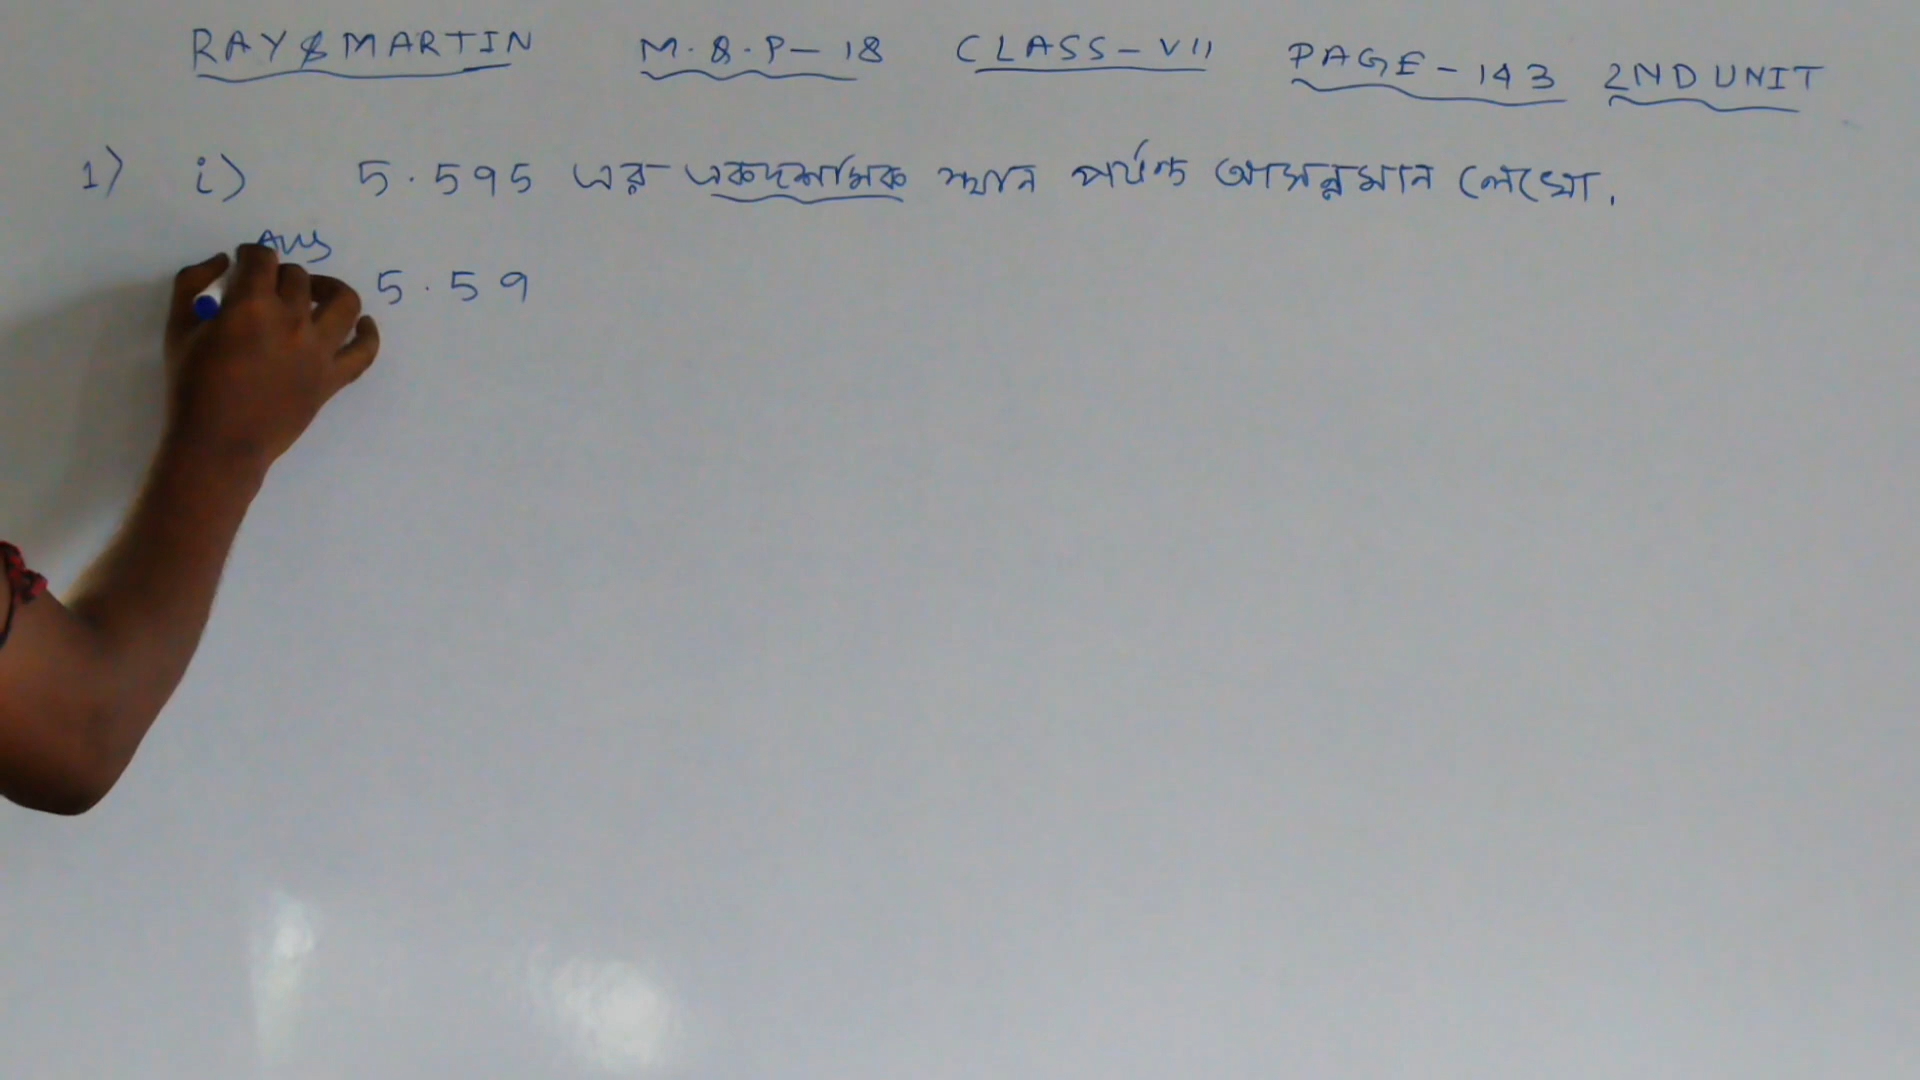 RAY & MARTIN M.Q.P-18 CLASS-VII PAGE-143 2ND UNIT
1) i) 5.595 এর একদশমিক স্থান পর্যন্ত আসন্নমান লেখো.
Ans
5.59